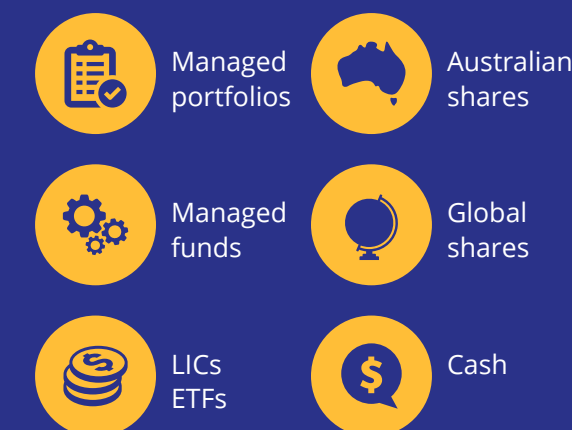 Managed
portfolios
Australian
shares
Managed
funds
Global
shares
LICs
ETFs
Cash
$
$